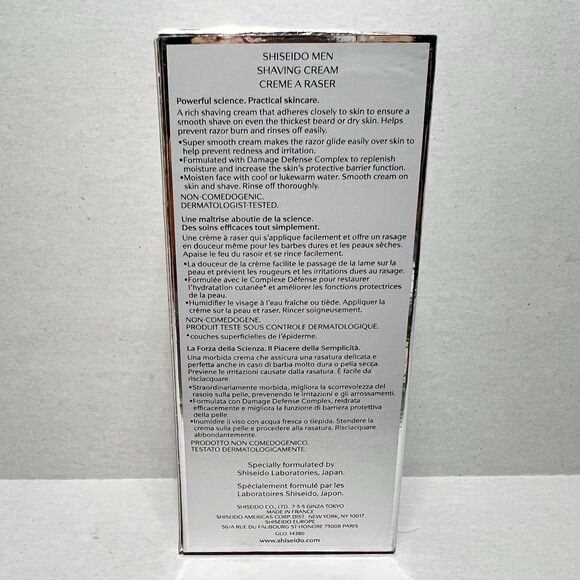 SHISEIDO MEN
SHAVING CREAM
CREME A RASER
Powerful science. Practical skincare.
A rich shaving cream that adheres closely to skin to ensure a
smooth shave on even the thickest beard or dry skin. Helps
prevent razor burn and rinses off easily.
•Super smooth cream makes the razor glide easily over skin to
help prevent redness and irritation.
•Formulated with Damage Defense Complex to replenish
moisture and increase the skin's protective barrier function.
•Moisten face with cool or lukewarm water. Smooth cream on
skin and shave. Rinse off thoroughly.
NON-COMEDOGENIC.
DERMATOLOGIST-TESTED.
Une maîtrise aboutie de la science.
Des soins efficaces tout simplement.
Une crème à raser qui s'applique facilement et offre un rasage
en douceur même pour les barbes dures et les peaux sèches.
Apaise le feu du rasoir et se rince facilement.
•La douceur de la crème facilite le passage de la lame sur la
peau et prévient les rougeurs et les irritations dues au rasage.
•Formulée avec le Complexe Défense pour restaurer
l'hydratation cutanée* et améliorer les fonctions protectrices
de la peau.
•Humidifier le visage à l'eau fraîche ou tiède. Appliquer la
crème sur la peau et raser. Rincer soigneusement.
NON-COMEDOGENE.
PRODUIT TESTE SOUS CONTROLE DERMATOLOGIQUE.
*couches superficielles de l'épiderme.
La Forza della Scienza. Il Piacere della Semplicità.
Una morbida crema che assicura una rasatura delicata e
perfetta anche in caso di barba molto dura o pelle secca.
Previene le irritazioni causate dalla rasatura. È facile da
risciacquare.
•Straordinariamente morbida, migliora la scorrevolezza del
rasoio sulla pelle, prevenendo le irritazioni e gli arrossamenti.
•Formulata con Damage Defense Complex, reidrata
efficacemente e migliora la funzione di barriera protettiva
della pelle.
•Inumidire il viso con acqua fresca o tiepida. Stendere la
crema sulla pelle e procedere alla rasatura. Risciacquare
abbondantemente.
PRODOTTO NON COMEDOGENICO.
TESTATO DERMATOLOGICAMENTE.
Specially formulated by
Shiseido Laboratories, Japan.
Spécialement formulé par les
Laboratoires Shiseido, Japon.
SHISEIDO CO., LTD. 7-5-5 GINZA TOKYO
MADE IN FRANCE
SHISEIDO AMERICAS CORP. DIST. NEW YORK, NY 10017
SHISEIDO EUROPE
56/A RUE DU FAUBOURG ST-HONORE 75008 PARIS
GLO. 14380
www.shiseido.com